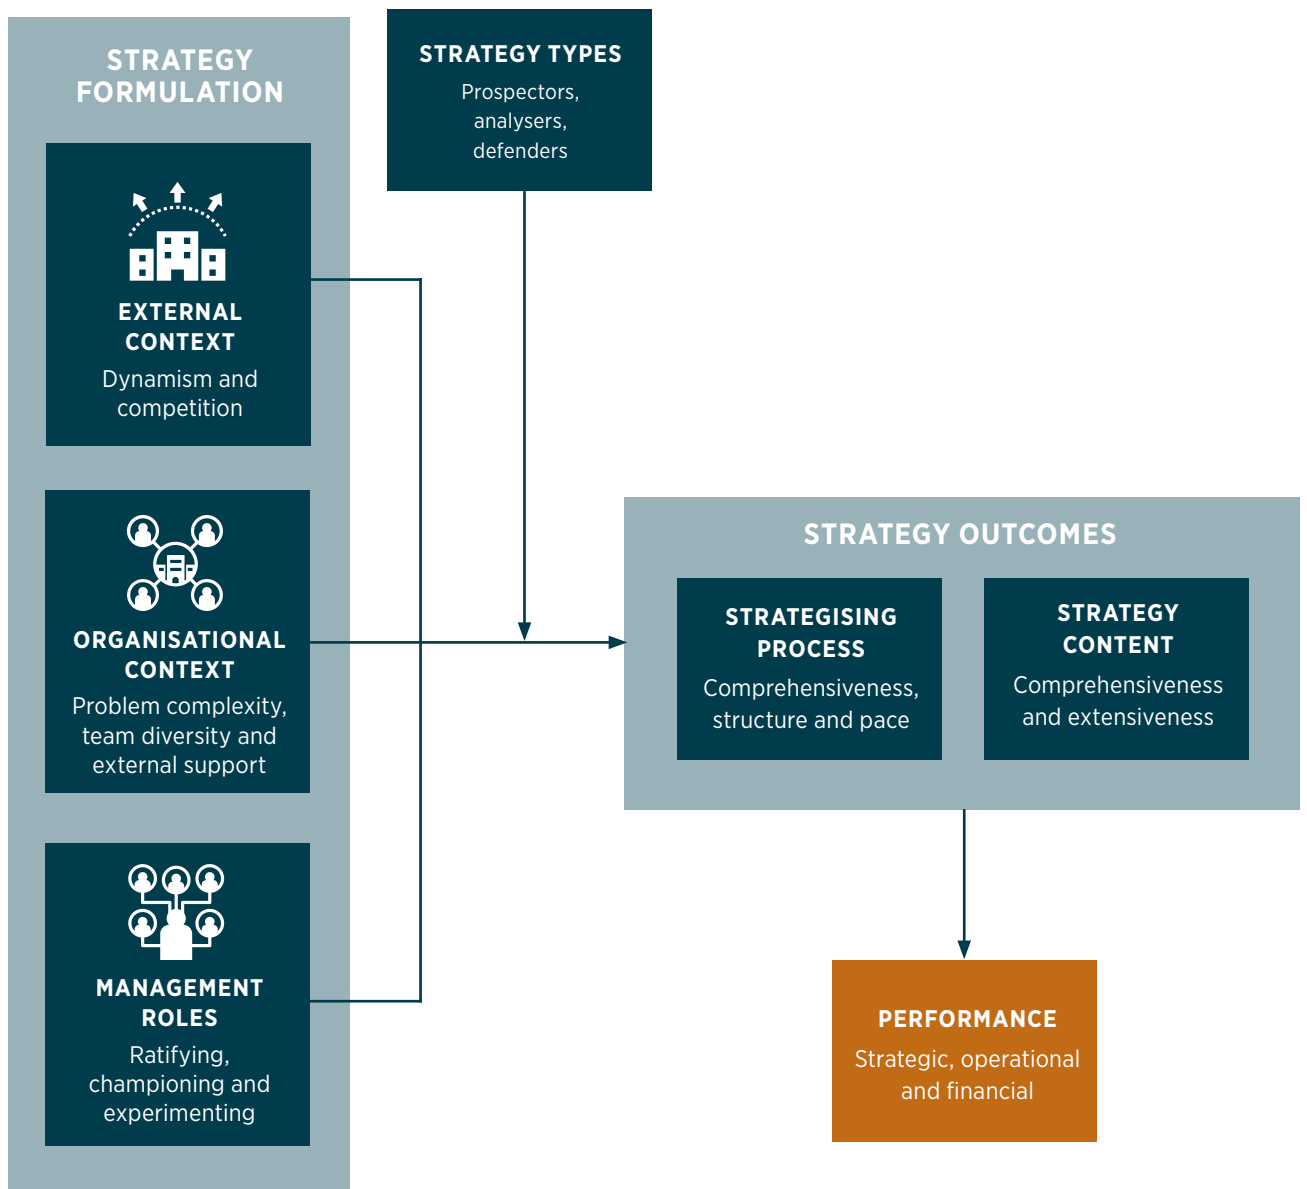 STRATEGY
FORMULATION
EXTERNAL
CONTEXT
Dynamism and
competition
ORGANISATIONAL
CONTEXT
Problem complexity,
team diversity and
external support
MANAGEMENT
ROLES
Ratifying,
championing and
experimenting
STRATEGY TYPES
Prospectors,
analysers,
defenders
STRATEGY OUTCOMES
STRATEGISING
PROCESS
Comprehensiveness,
structure and pace
STRATEGY
CONTENT
Comprehensiveness
and extensiveness
PERFORMANCE
Strategic, operational
and financial